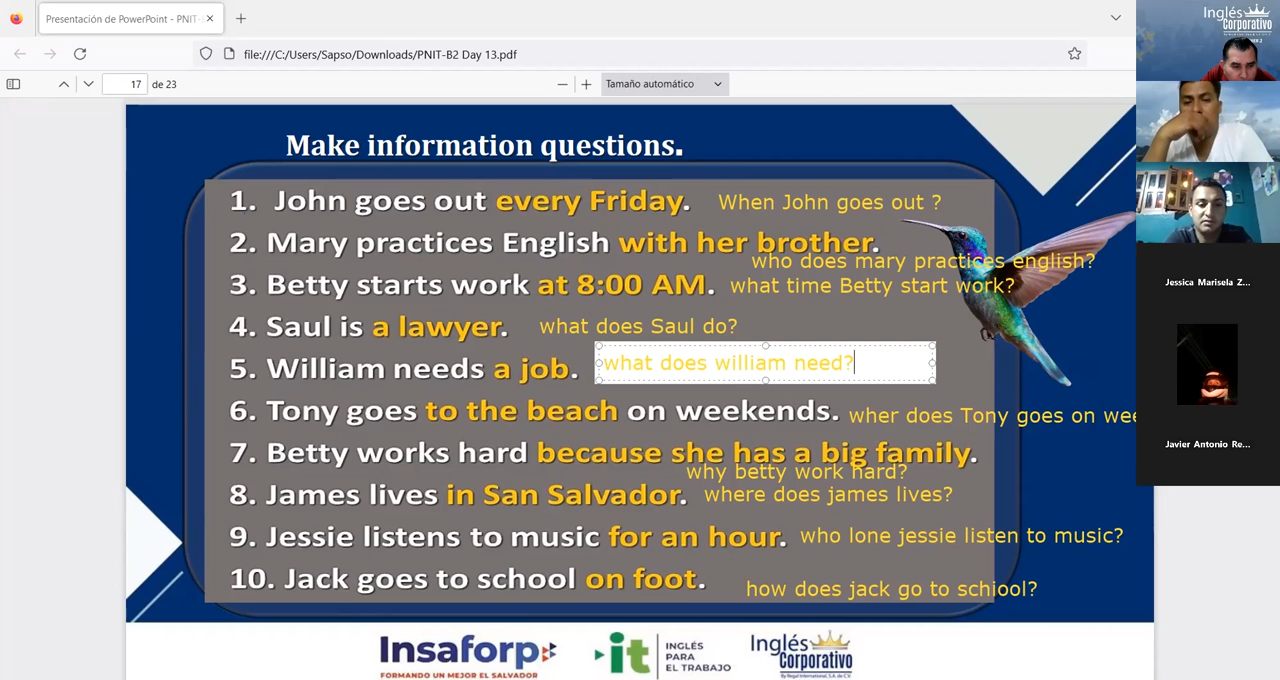 Presentación de PowerPoint - PNIT-
file:///C:/Users/Sapso/Downloads/PNIT-B2 Day 13.pdf
17 de 23
Tamaño automático
Inglés
Corporativo
Make information questions.
1. John goes out every Friday. When John goes out ?
2. Mary practices English with her brother.
who does mary practices english?
3. Betty starts work at 8:00 AM. what time Betty start work?
4. Saul is a lawyer. what does Saul do?
5. William needs a job. what does william need?
6. Tony goes to the beach on weekends. wher does Tony goes on wee
7. Betty works hard because she has a big family.
why betty work hard?
8. James lives in San Salvador. where does james lives?
9. Jessie listens to music for an hour. who lone jessie listen to music?
10. Jack goes to school on foot. how does jack go to schiool?
Jessica Marisela Z...
Javier Antonio Re...
Insaforp
FORMANDO UN MEJOR EL SALVADOR
it
INGLÉS
PARA
EL TRABAJO
Inglés
Corporativo
By Regal International, S.A. de C.V.